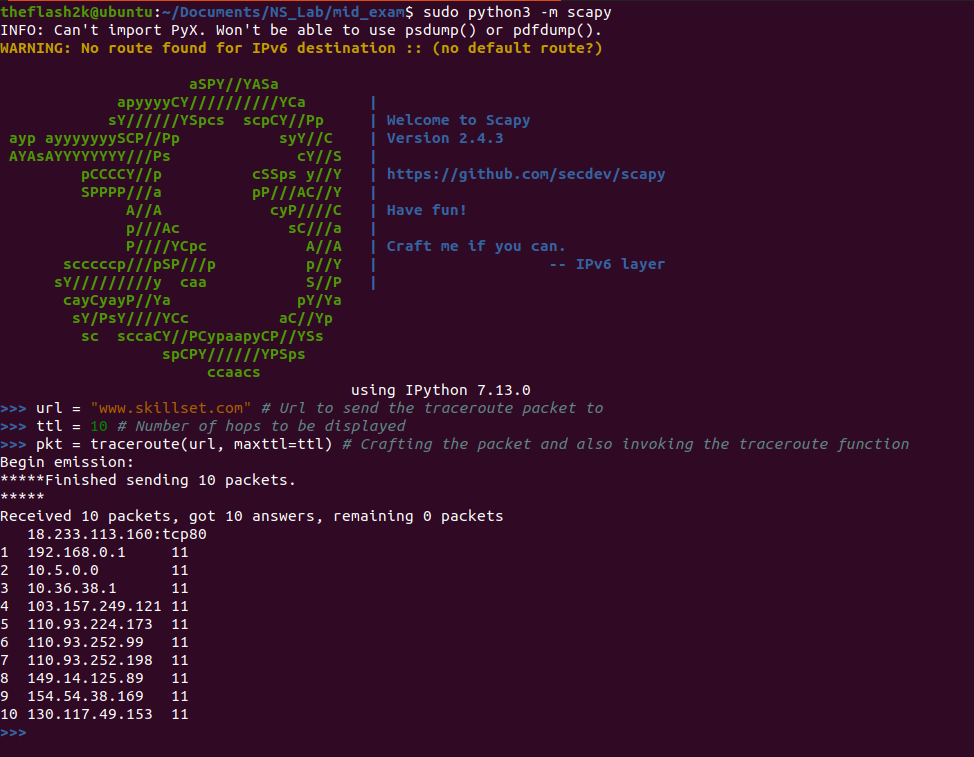 theflash2k@ubuntu:~/Documents/NS_Lab/mid_exam$ sudo python3 -m scapy
INFO: Can't import PyX. Won't be able to use psdump() or pdfdump().
WARNING: No route found for IPv6 destination :: (no default route?)
                     aSPY//YASa
             apyyyyCY//////////YCa       |
            sY//////YSpcs  scpCY//Pp     | Welcome to Scapy
 ayp ayyyyyyySCP//Pp           syY//C    | Version 2.4.3
 AYAsAYYYYYYYY///Ps              cY//S   |
         pCCCCY//p          cSSps y//Y   | https://github.com/secdev/scapy
         SPPPP///a          pP///AC//Y   |
              A//A            cyP////C   | Have fun!
              p///Ac            sC///a   |
              P////YCpc           A//A   | Craft me if you can.
       scccccp///pSP///p          p//Y   |                   -- IPv6 layer
      sY/////////y  caa           S//P   |
       cayCyayP//Ya              pY/Ya
        sY/PsY////YCc          aC//Yp
         sc  sccaCY//PCypaapyCP//YSs
                  spCPY//////YPSps
                       ccaacs
                                       using IPython 7.13.0
>>> url = "www.skillset.com" # Url to send the traceroute packet to
>>> ttl = 10 # Number of hops to be displayed
>>> pkt = traceroute(url, maxttl=ttl) # Crafting the packet and also invoking the traceroute function
Begin emission:
*****Finished sending 10 packets.
*****
Received 10 packets, got 10 answers, remaining 0 packets
   18.233.113.160:tcp80
1  192.168.0.1     11
2  10.5.0.0        11
3  10.36.38.1      11
4  103.157.249.121 11
5  110.93.224.173  11
6  110.93.252.99   11
7  110.93.252.198  11
8  149.14.125.89   11
9  154.54.38.169   11
10 130.117.49.153  11
>>>